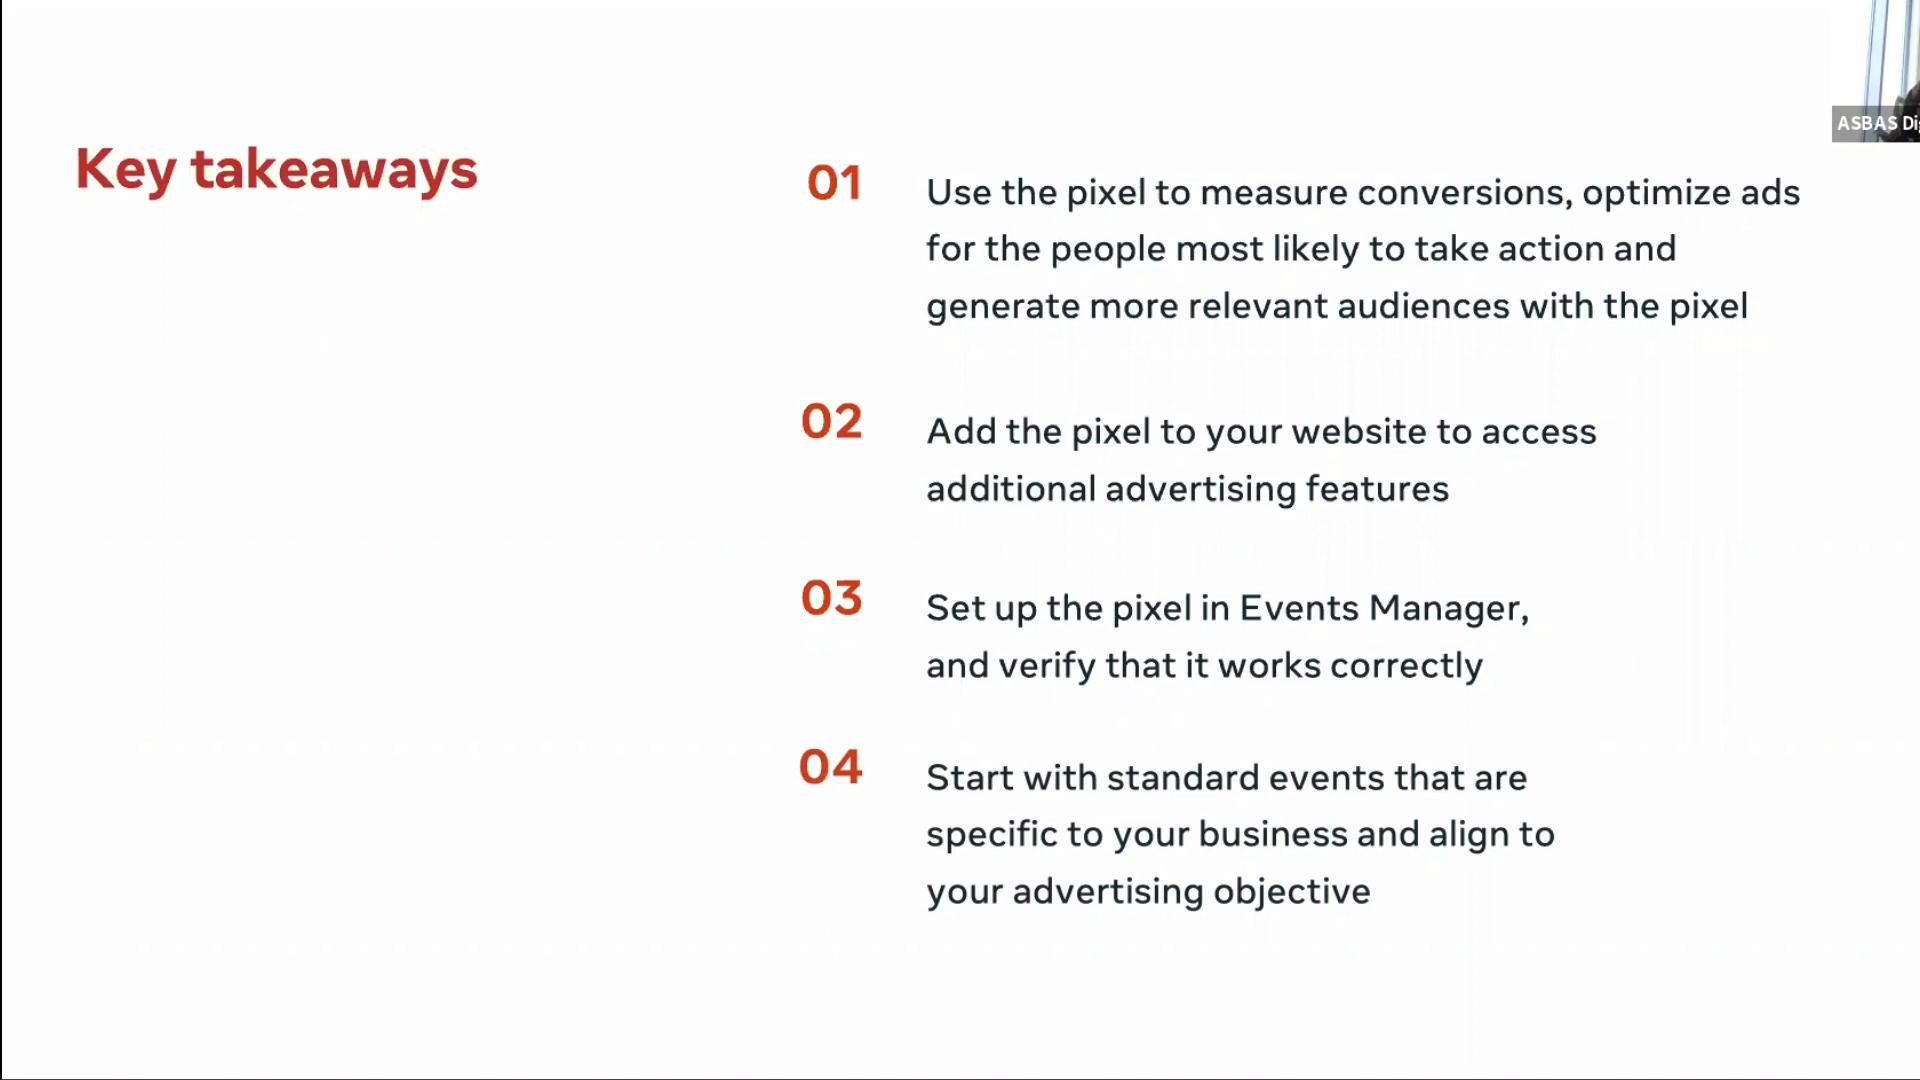 ASBAS
Key takeaways
01
Use the pixel to measure conversions, optimize ads
for the people most likely to take action and
generate more relevant audiences with the pixel
02
Add the pixel to your website to access
additional advertising features
03
Set up the pixel in Events Manager,
and verify that it works correctly
04
Start with standard events that are
specific to your business and align to
your advertising objective